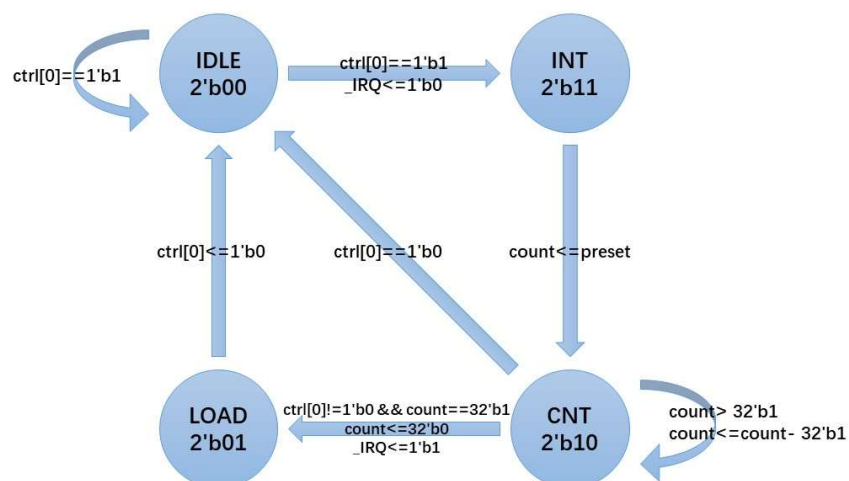 IDLE
2'b00
ctrl[0]==1'b1
ctrl[0]==1'b1
_IRQ<=1'b0
INT
2'b11
ctrl[0]<=1'b0
ctrl[0]==1'b0
count<=preset
LOAD
2'b01
ctrl[0]!=1'b0 && count==32'b1
count<=32'b0
_IRQ<=1'b1
CNT
2'b10
count> 32'b1
count<=count- 32'b1